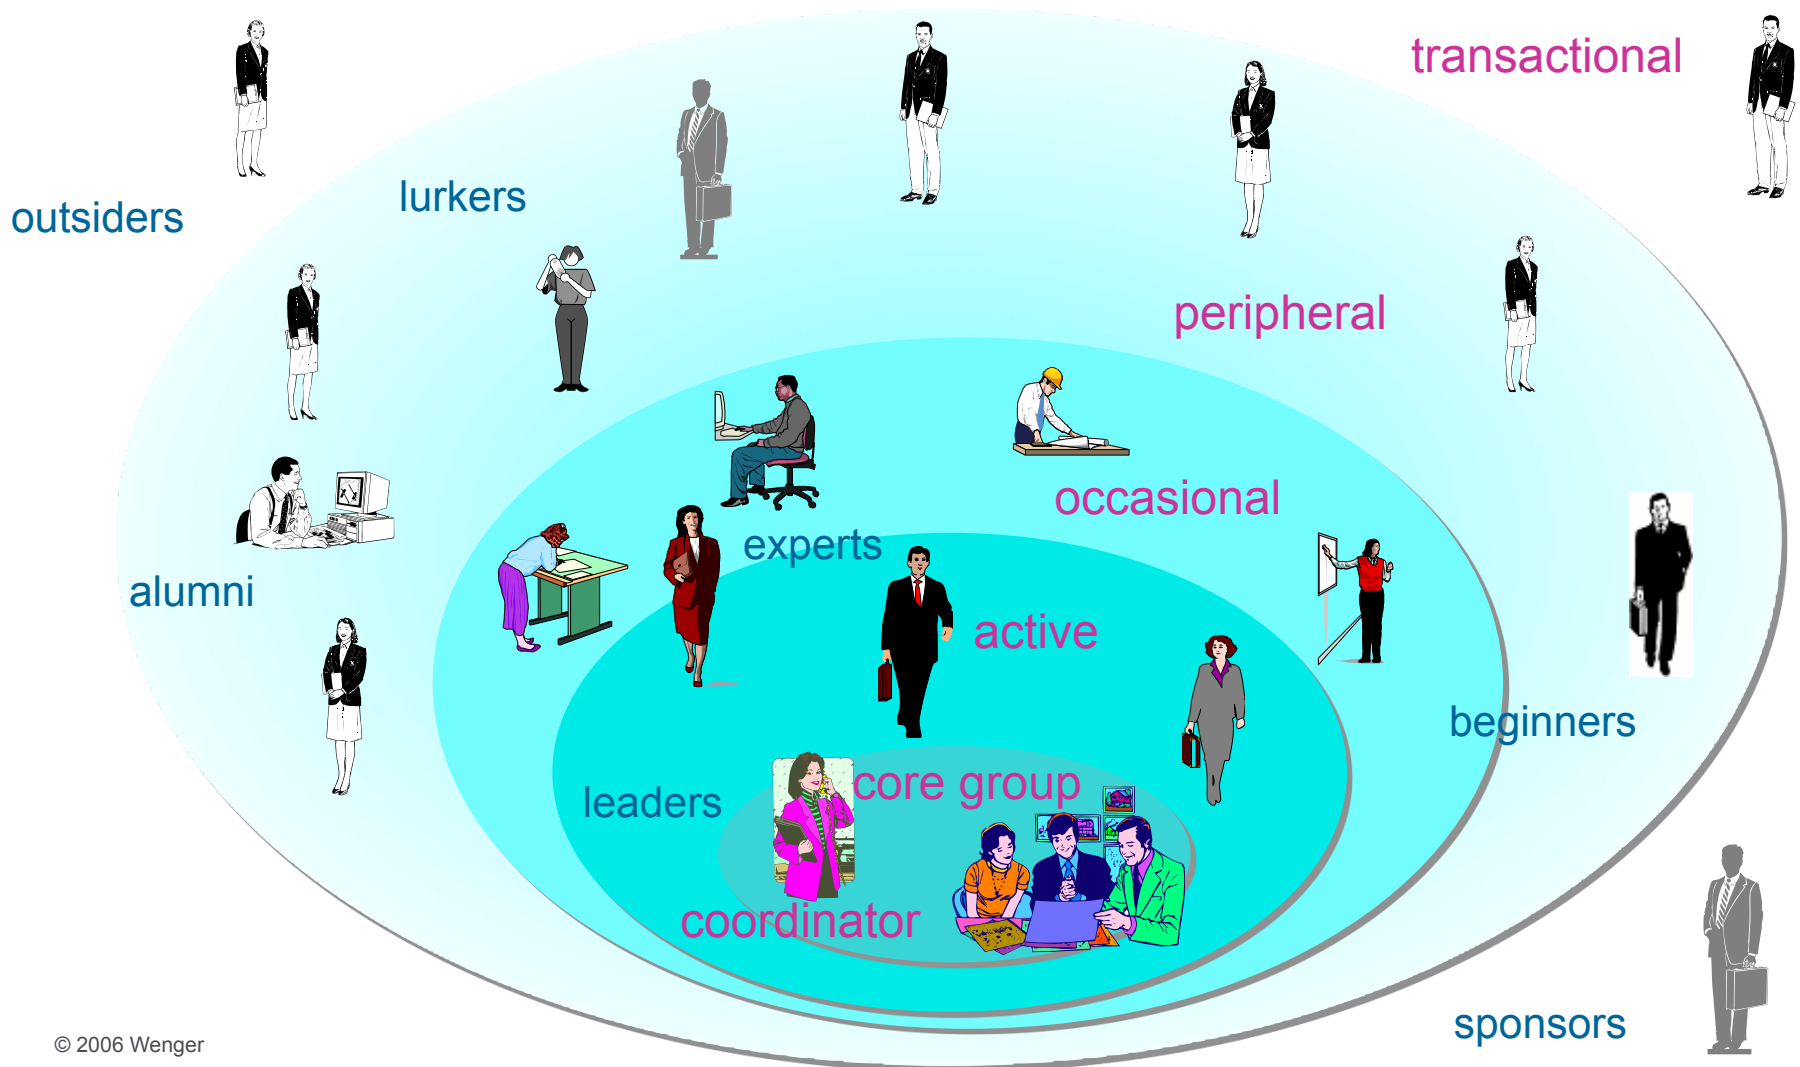 transactional
lurkers
outsiders
peripheral
occasional
experts
alumni
active
beginners
core group
leaders
coordinator
sponsors
© 2006 Wenger